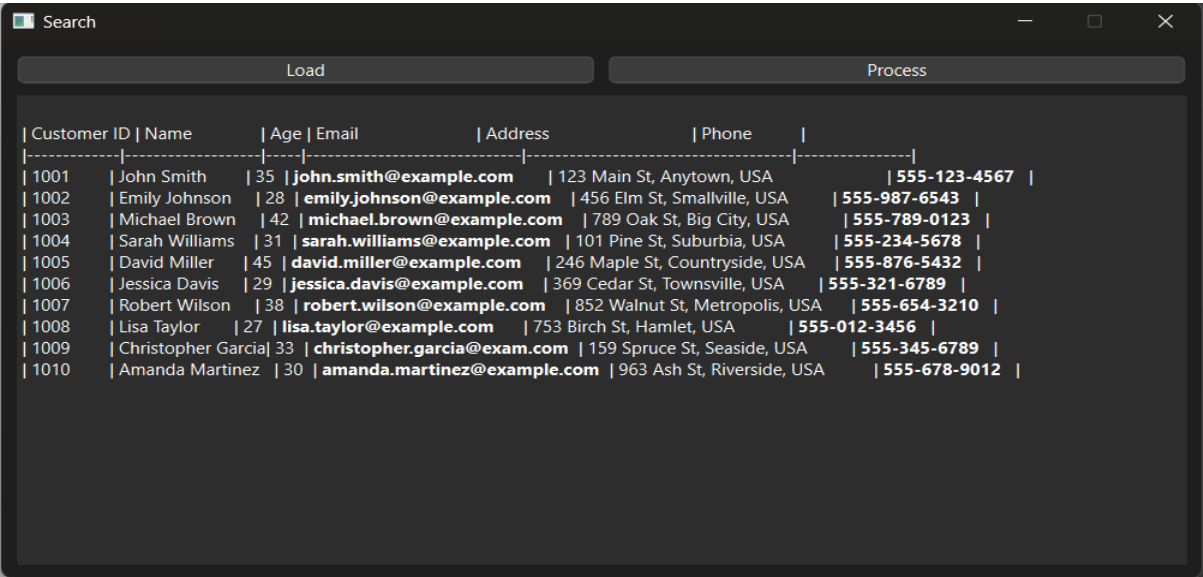 Search
Load Process
| Customer ID | Name | Age | Email | Address | Phone |
|-------------|-------------------|-----|------------------------------|-------------------------------------|----------------|
| 1001 | John Smith | 35 | john.smith@example.com | 123 Main St, Anytown, USA | 555-123-4567 |
| 1002 | Emily Johnson | 28 | emily.johnson@example.com | 456 Elm St, Smallville, USA | 555-987-6543 |
| 1003 | Michael Brown | 42 | michael.brown@example.com | 789 Oak St, Big City, USA | 555-789-0123 |
| 1004 | Sarah Williams | 31 | sarah.williams@example.com | 101 Pine St, Suburbia, USA | 555-234-5678 |
| 1005 | David Miller | 45 | david.miller@example.com | 246 Maple St, Countryside, USA | 555-876-5432 |
| 1006 | Jessica Davis | 29 | jessica.davis@example.com | 369 Cedar St, Townsville, USA | 555-321-6789 |
| 1007 | Robert Wilson | 38 | robert.wilson@example.com | 852 Walnut St, Metropolis, USA | 555-654-3210 |
| 1008 | Lisa Taylor | 27 | lisa.taylor@example.com | 753 Birch St, Hamlet, USA | 555-012-3456 |
| 1009 | Christopher Garcia| 33 | christopher.garcia@exam.com | 159 Spruce St, Seaside, USA | 555-345-6789 |
| 1010 | Amanda Martinez | 30 | amanda.martinez@example.com | 963 Ash St, Riverside, USA | 555-678-9012 |